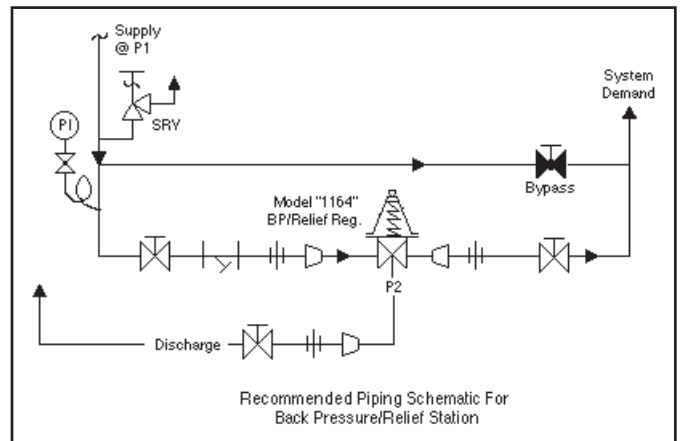 Supply
@ P1
System
Demand
PI
SRV
Bypass
Model "1164"
BP/Relief Reg.
P2
Discharge
Recommended Piping Schematic For
Back Pressure/Relief Station